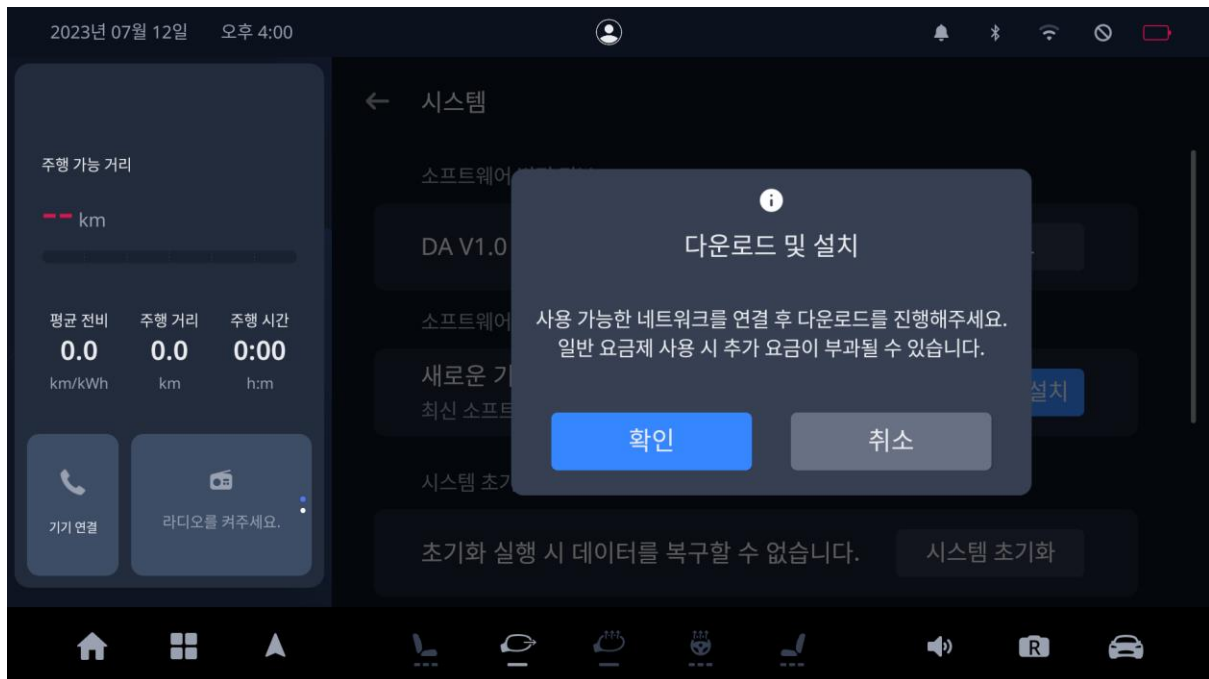 2023년 07월 12일 오후 4:00
주행 가능 거리
-- km
평균 전비 주행 거리 주행 시간
0.0 0.0 0:00
km/kWh km h:m
기기 연결
라디오를 켜주세요.
시스템
소프트웨어
DA V1.0
소프트웨어
새로운 기
최신 소프트
설치
시스템 초기
초기화 실행 시 데이터를 복구할 수 없습니다. 시스템 초기화
다운로드 및 설치
사용 가능한 네트워크를 연결 후 다운로드를 진행해주세요.
일반 요금제 사용 시 추가 요금이 부과될 수 있습니다.
확인 취소
R